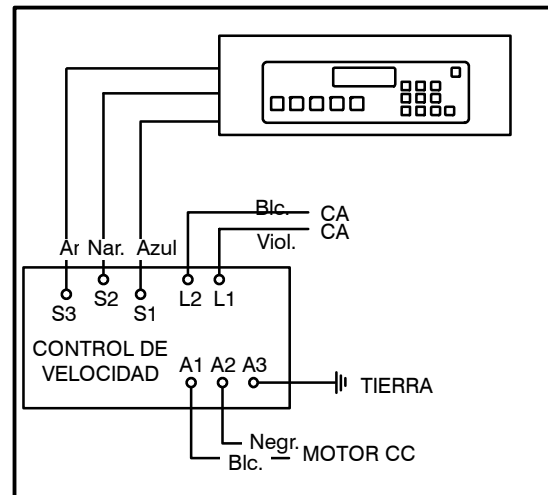 Blc. CA
Viol. CA
Ar Nar. Azul
S3 S2 S1 L2 L1
CONTROL DE
VELOCIDAD
A1 A2 A3
TIERRA
Negr.
Blc. MOTOR CC